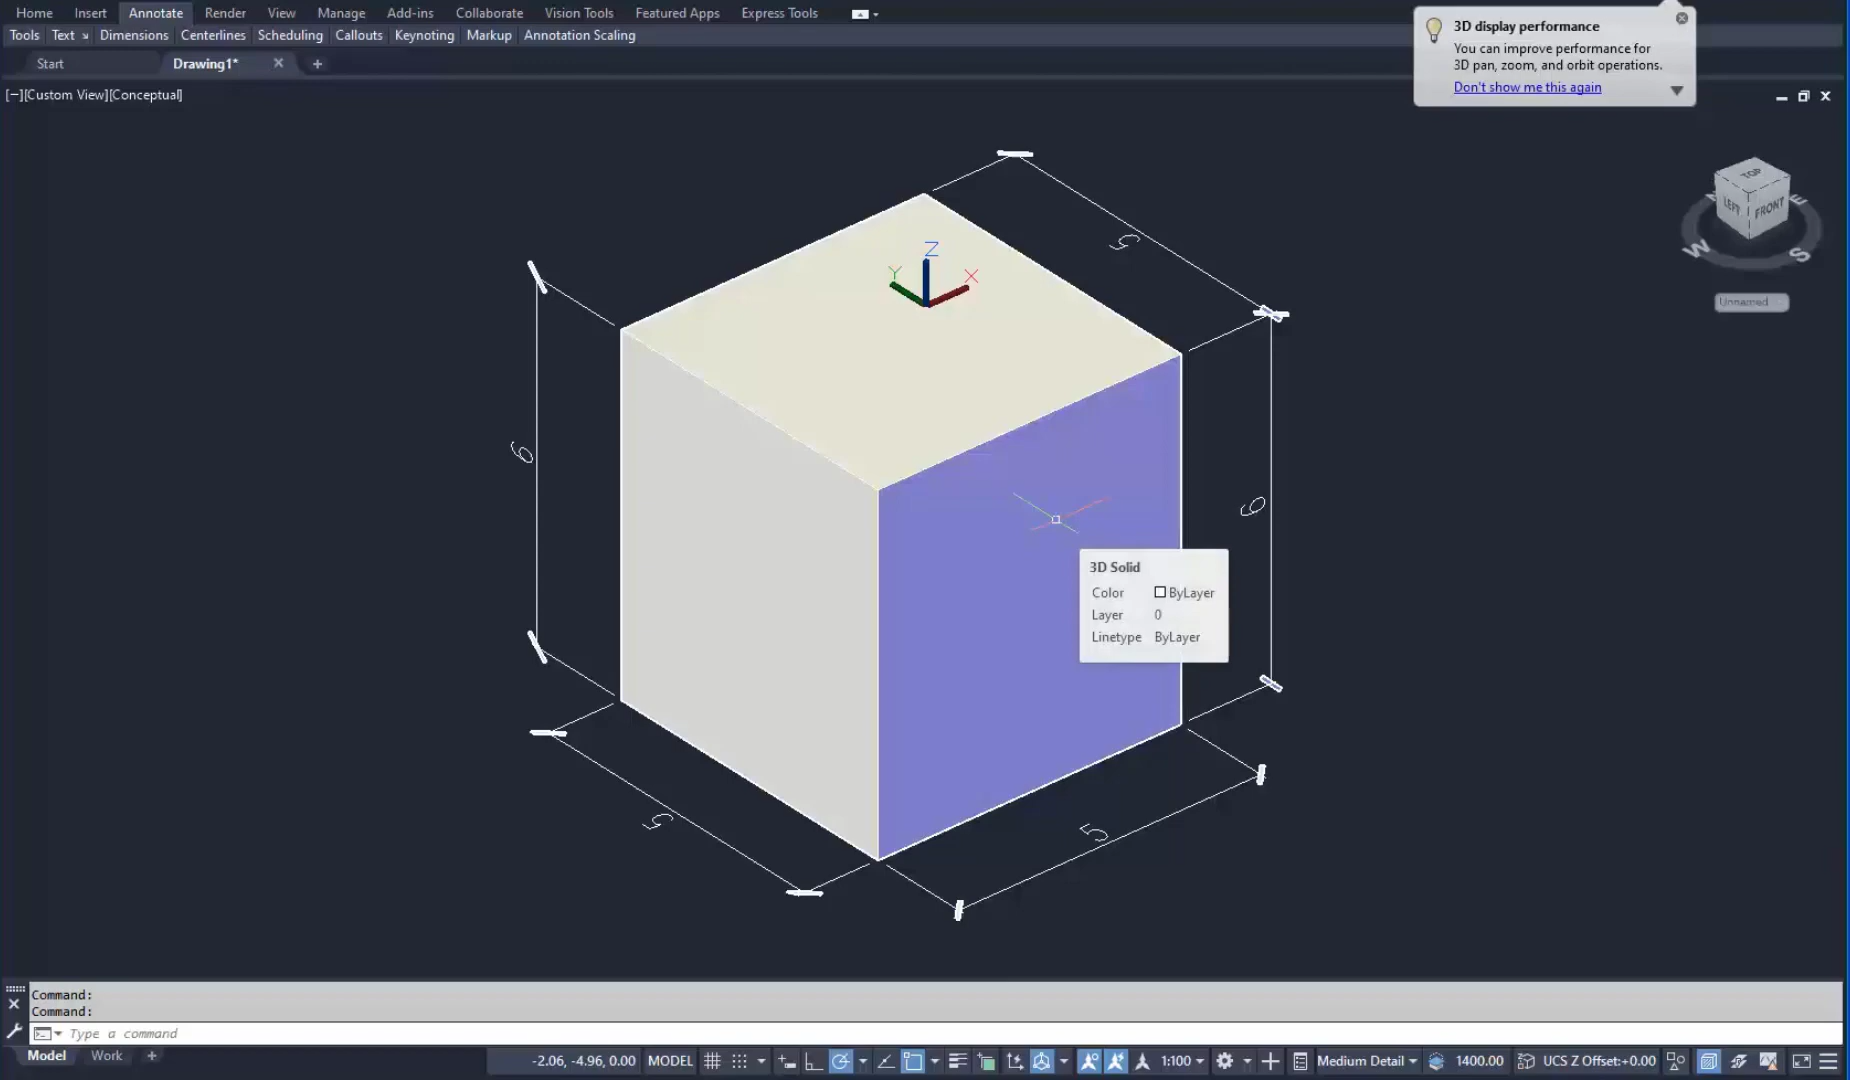 Home Insert Annotate Render View Manage Add-ins Collaborate Vision Tools Featured Apps Express Tools
Tools Text Dimensions Centerlines Scheduling Callouts Keynoting Markup Annotation Scaling
Start Drawing1*
[−][Custom View][Conceptual]
3D display performance
You can improve performance for
3D pan, zoom, and orbit operations.
Don't show me this again
TOP
LEFT FRONT
E
W S
Unnamed
5
Z
Y X
6
6
3D Solid
Color ByLayer
Layer 0
Linetype ByLayer
5
5
Command:
Command:
Type a command
Model Work
-2.06, -4.96, 0.00 MODEL 1:100 Medium Detail 1400.00 UCS Z Offset:+0.00